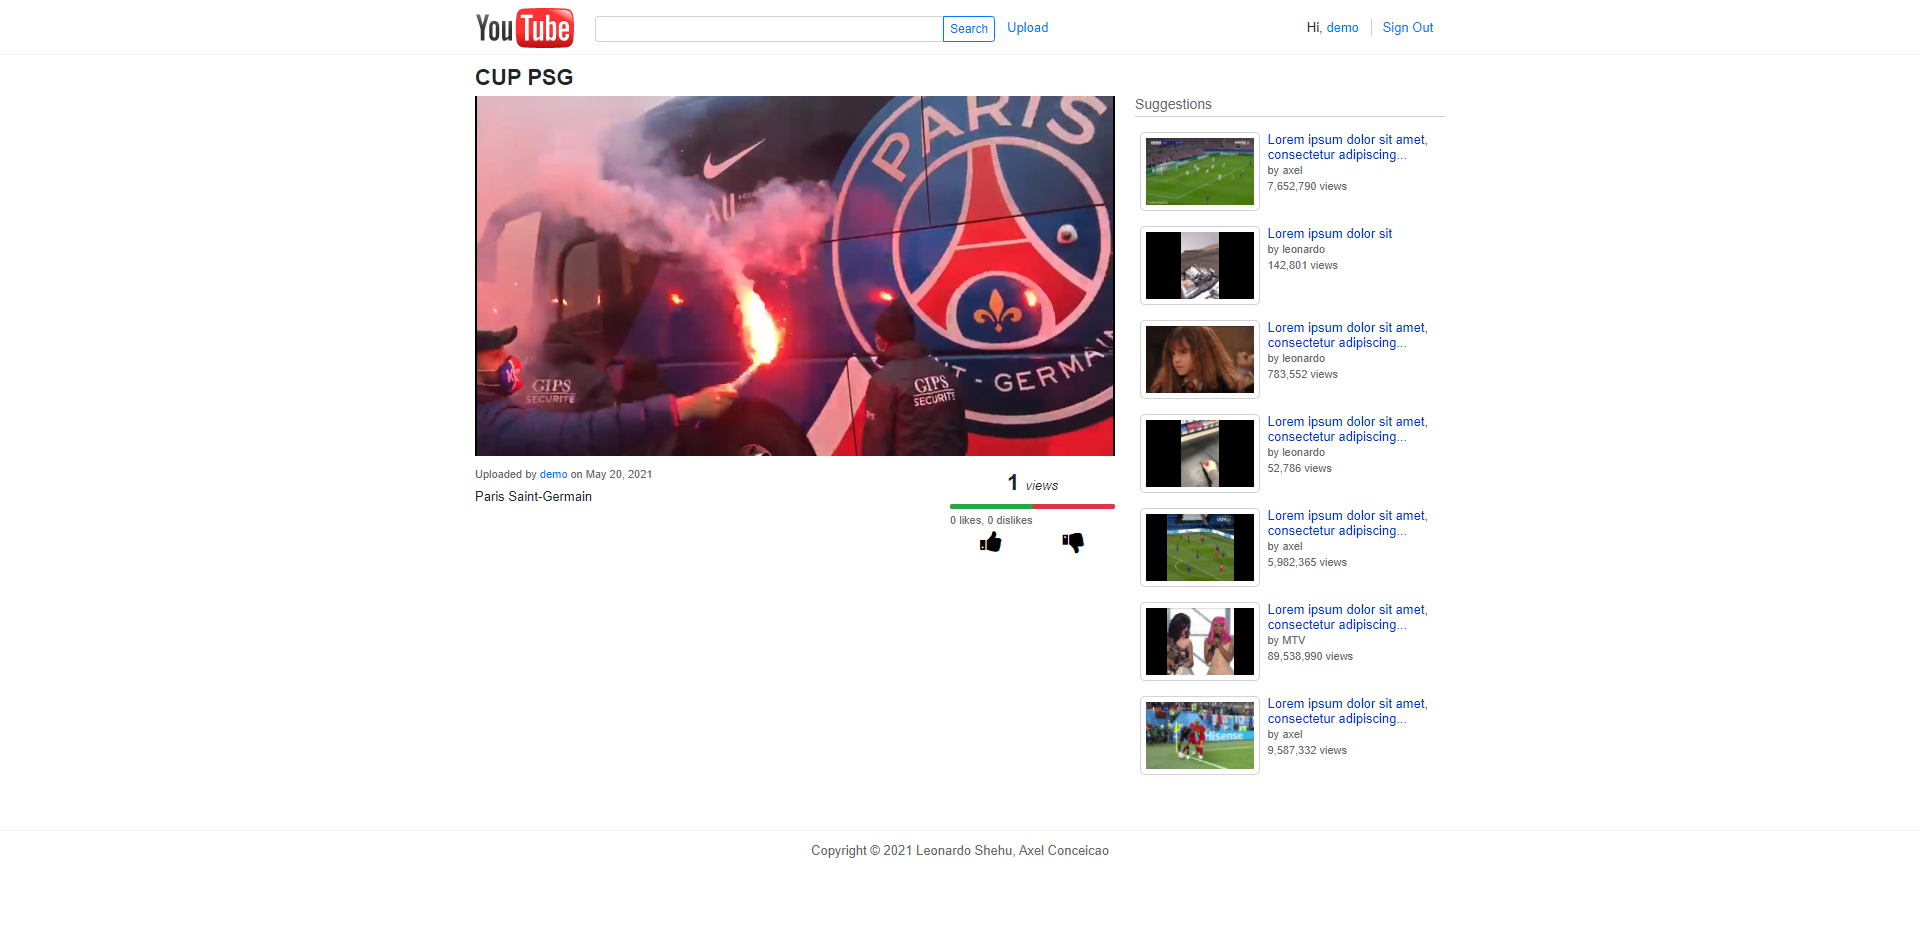 YouTube
Search
Upload
Hi, demo
Sign Out
CUP PSG
PARIS
GIPS
SECURITE
GIPS
SECURITE
T - GERMA
Uploaded by demo on May 20, 2021
Paris Saint-Germain
1 views
0 likes, 0 dislikes
Suggestions
Lorem ipsum dolor sit amet,
consectetur adipiscing...
by axel
7,652,790 views
Lorem ipsum dolor sit
by leonardo
142,801 views
Lorem ipsum dolor sit amet,
consectetur adipiscing...
by leonardo
783,552 views
Lorem ipsum dolor sit amet,
consectetur adipiscing...
by leonardo
52,786 views
Lorem ipsum dolor sit amet,
consectetur adipiscing...
by axel
5,982,365 views
Lorem ipsum dolor sit amet,
consectetur adipiscing...
by MTV
89,538,990 views
Hisense
Lorem ipsum dolor sit amet,
consectetur adipiscing...
by axel
9,587,332 views
Copyright © 2021 Leonardo Shehu, Axel Conceicao